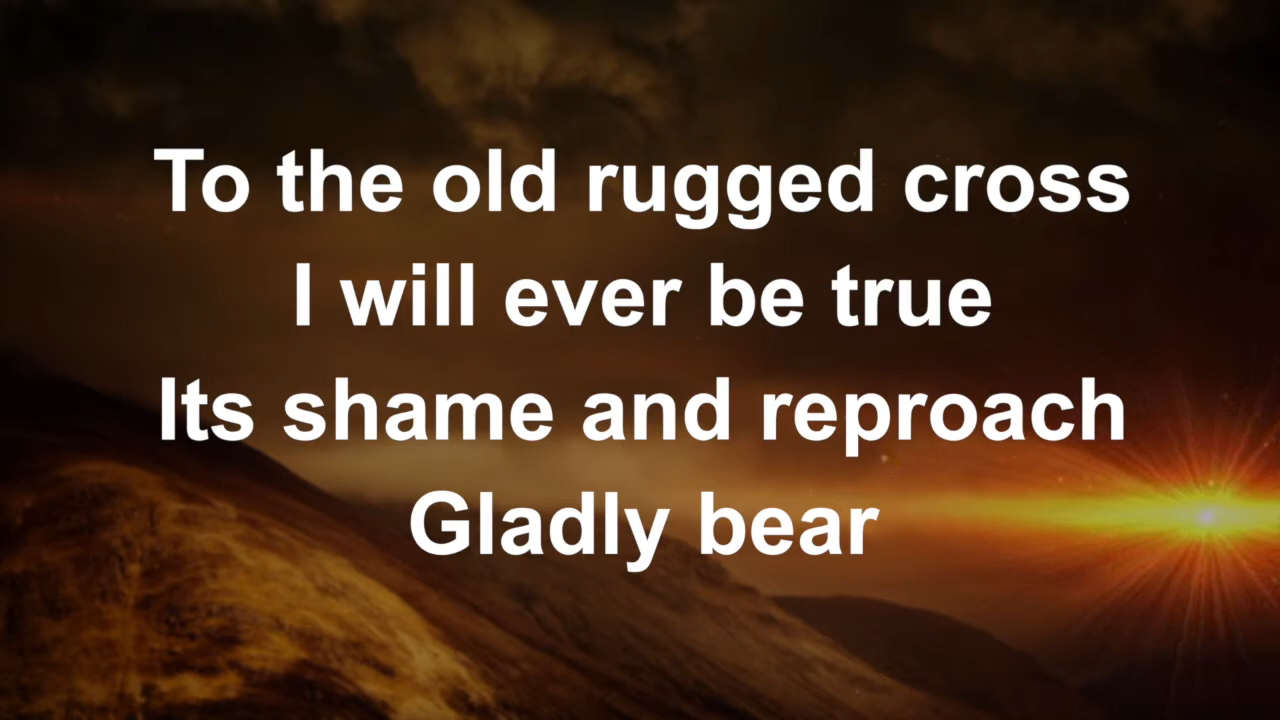 To the old rugged cross
I will ever be true
Its shame and reproach
Gladly bear